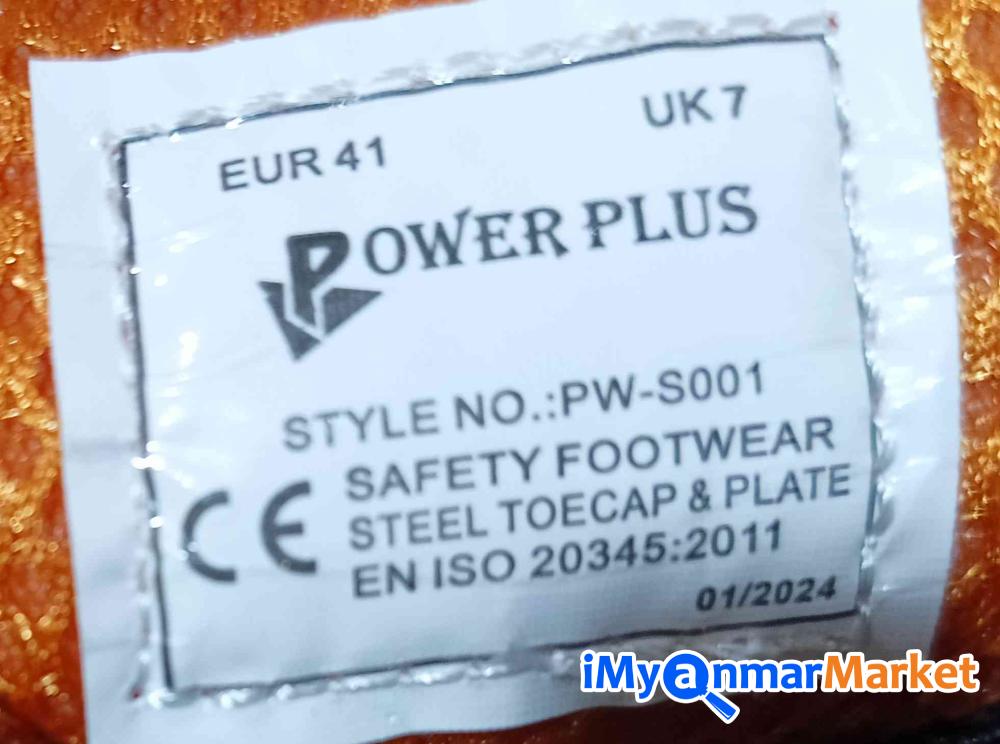 EUR 41 UK 7
POWER PLUS
STYLE NO.:PW-S001
SAFETY FOOTWEAR
STEEL TOECAP & PLATE
CE EN ISO 20345:2011
01/2024
iMyanmarMarket